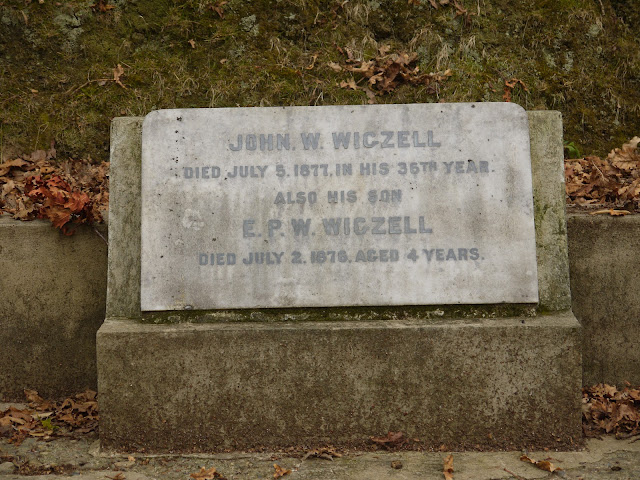 JOHN. W. WICZELL
DIED JULY 5. 1877. IN HIS 36TH YEAR.
ALSO HIS SON
E. P. W. WICZELL
DIED JULY 2. 1876. AGED 4 YEARS.